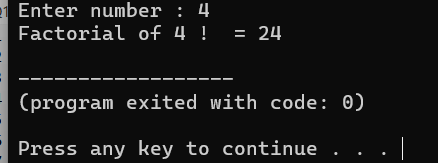 Enter number : 4
Factorial of 4 !  = 24
------------------
(program exited with code: 0)
Press any key to continue . . .